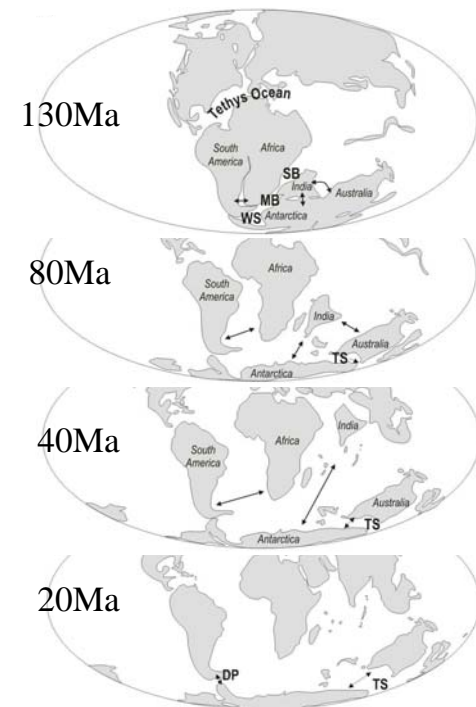 130Ma
Tethys Ocean
South
America
Africa
SB
India
Australia
MB
WS
Antarctica
80Ma
Africa
South
America
India
Australia
TS
Antarctica
40Ma
India
Africa
South
America
Australia
TS
Antarctica
20Ma
DP
TS